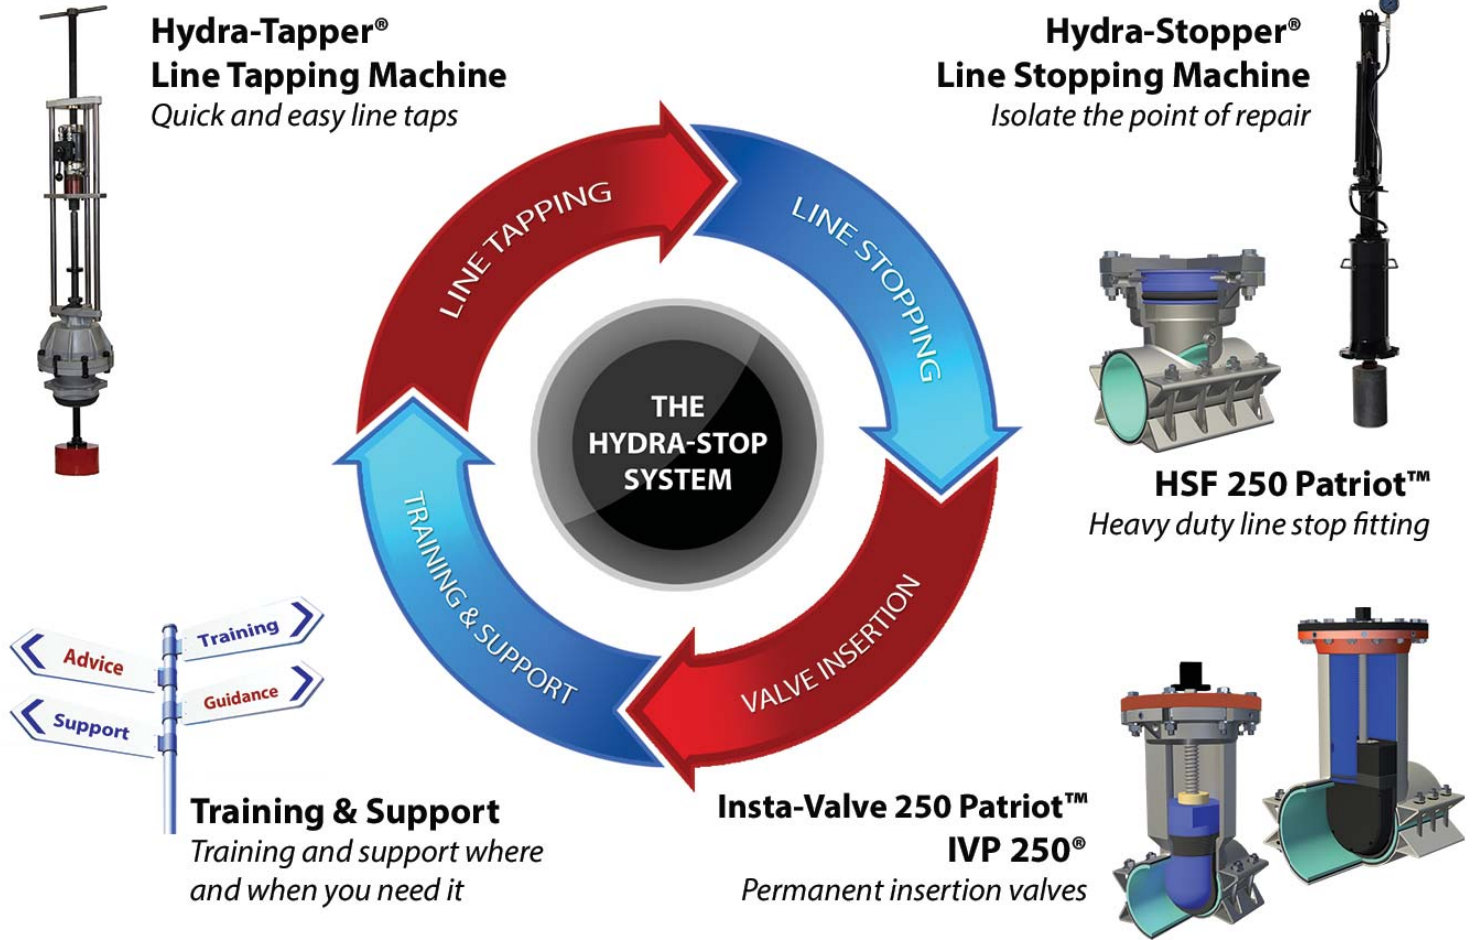 Hydra-Tapper®
Line Tapping Machine
Quick and easy line taps
Hydra-Stopper®
Line Stopping Machine
Isolate the point of repair
LINE TAPPING
LINE STOPPING
THE
HYDRA-STOP
SYSTEM
HSF 250 Patriot™
Heavy duty line stop fitting
TRAINING & SUPPORT
VALVE INSERTION
Training
Advice
Guidance
Support
Training & Support
Training and support where
and when you need it
Insta-Valve 250 Patriot™
IVP 250®
Permanent insertion valves